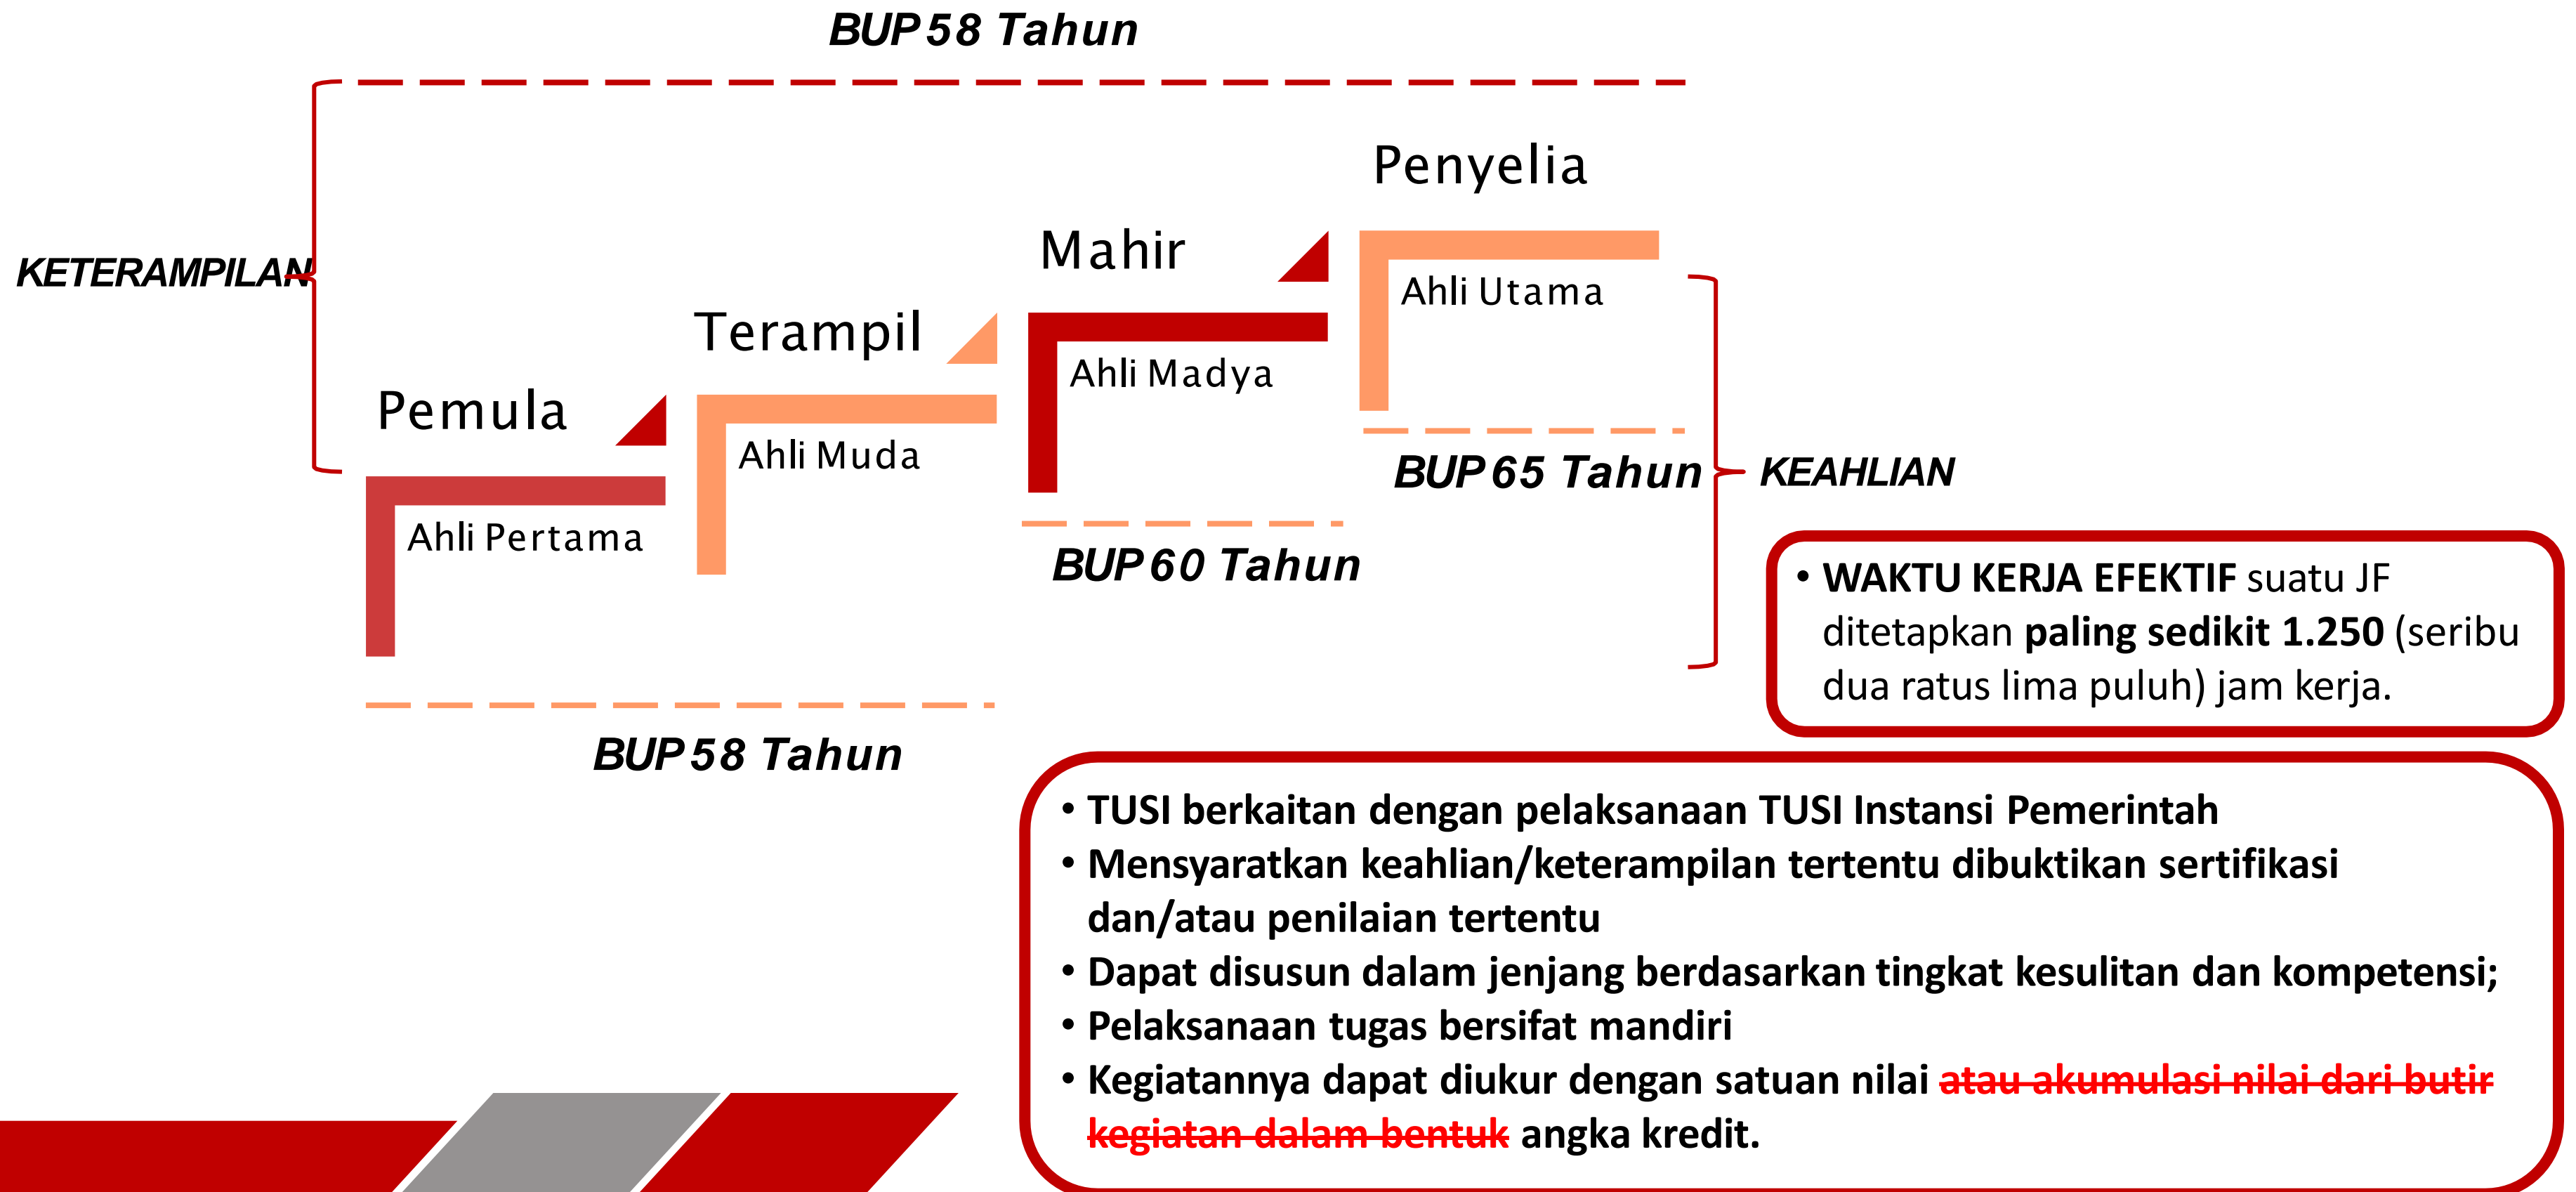 BUP 58 Tahun
Penyelia
Mahir
KETERAMPILAN
Ahli Utama
Terampil
Ahli Madya
Pemula
Ahli Muda
BUP 65 Tahun
KEAHLIAN
Ahli Pertama
BUP 60 Tahun
BUP 58 Tahun
• WAKTU KERJA EFEKTIF suatu JF
ditetapkan paling sedikit 1.250 (seribu
dua ratus lima puluh) jam kerja.
• TUSI berkaitan dengan pelaksanaan TUSI Instansi Pemerintah
• Mensyaratkan keahlian/keterampilan tertentu dibuktikan sertifikasi
dan/atau penilaian tertentu
• Dapat disusun dalam jenjang berdasarkan tingkat kesulitan dan kompetensi;
• Pelaksanaan tugas bersifat mandiri
• Kegiatannya dapat diukur dengan satuan nilai atau akumulasi nilai dari butir
kegiatan dalam bentuk angka kredit.